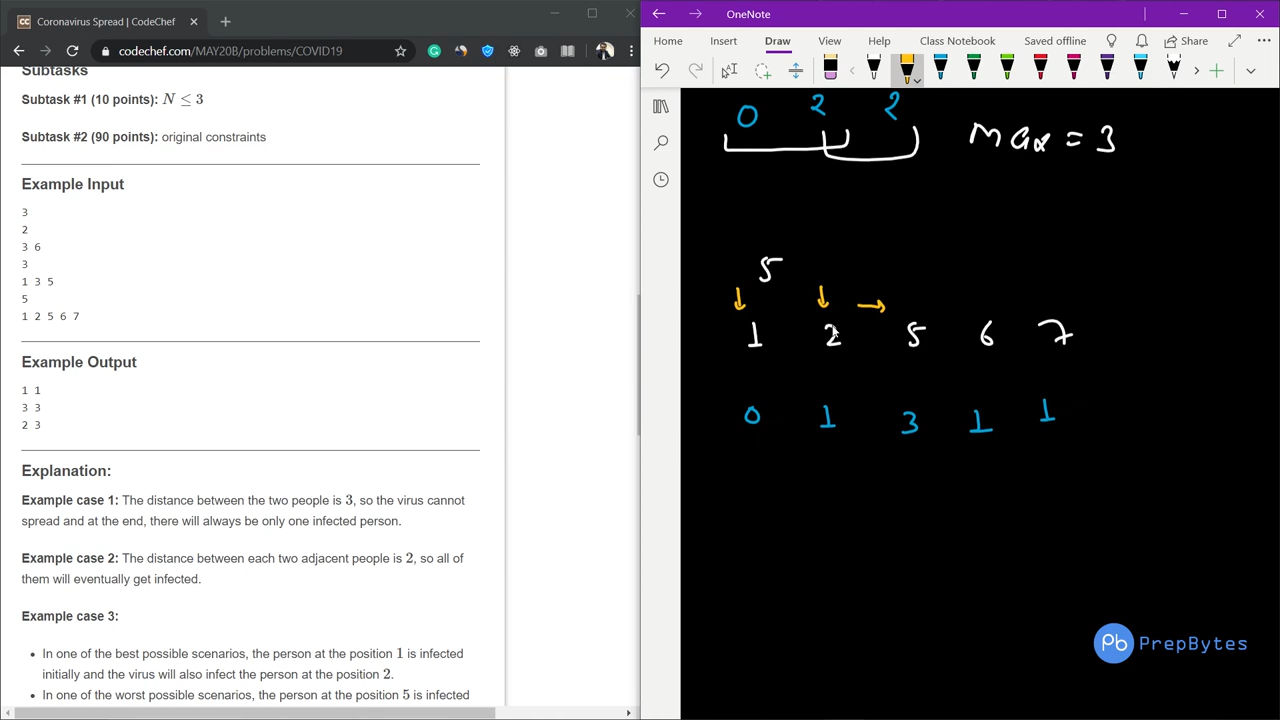 Coronavirus Spread | CodeChef
codechef.com/MAY20B/problems/COVID19
Subtasks
Subtask #1 (10 points): N ≤ 3
Subtask #2 (90 points): original constraints
Example Input
3
2
3 6
3
1 3 5
5
1 2 5 6 7
Example Output
1 1
3 3
2 3
Explanation:
Example case 1: The distance between the two people is 3, so the virus cannot
spread and at the end, there will always be only one infected person.
Example case 2: The distance between each two adjacent people is 2, so all of
them will eventually get infected.
Example case 3:
• In one of the best possible scenarios, the person at the position 1 is infected
initially and the virus will also infect the person at the position 2.
• In one of the worst possible scenarios, the person at the position 5 is infected
OneNote
Home Insert Draw View Help Class Notebook Saved offline Share
0 2 2
Max = 3
5
↓ ↓ →
1 2 5 6 7
0 1 3 1 1
Pb PrepBytes